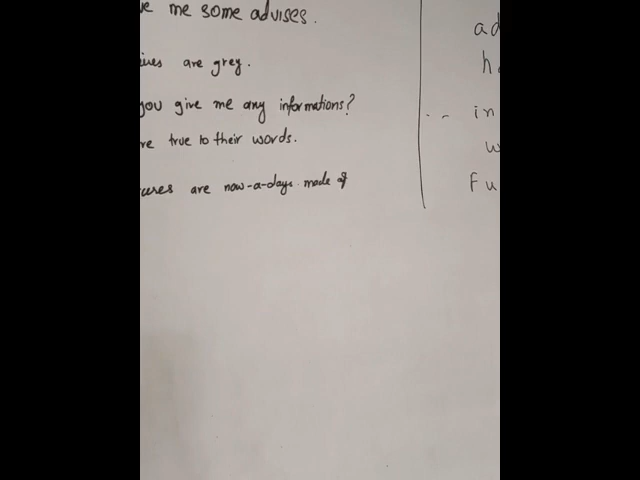 me some advises.
are grey.
you give me any informations?
true to their words.
are now-a-days made of
ad
ha
in
w
Fu